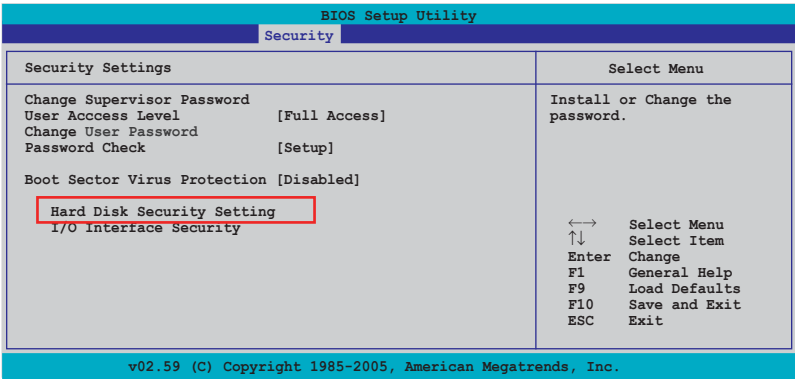 BIOS Setup Utility
Security
Security Settings
Change Supervisor Password
User Acccess Level [Full Access]
Change User Password
Password Check [Setup]
Boot Sector Virus Protection [Disabled]
Hard Disk Security Setting
I/O Interface Security
Select Menu
Install or Change the
password.
←→ Select Menu
↑↓ Select Item
Enter Change
F1 General Help
F9 Load Defaults
F10 Save and Exit
ESC Exit
v02.59 (C) Copyright 1985-2005, American Megatrends, Inc.